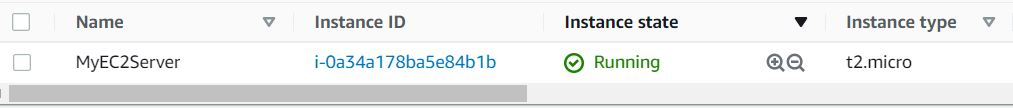 Name Instance ID Instance state Instance type
MyEC2Server i-0a34a178ba5e84b1b Running t2.micro